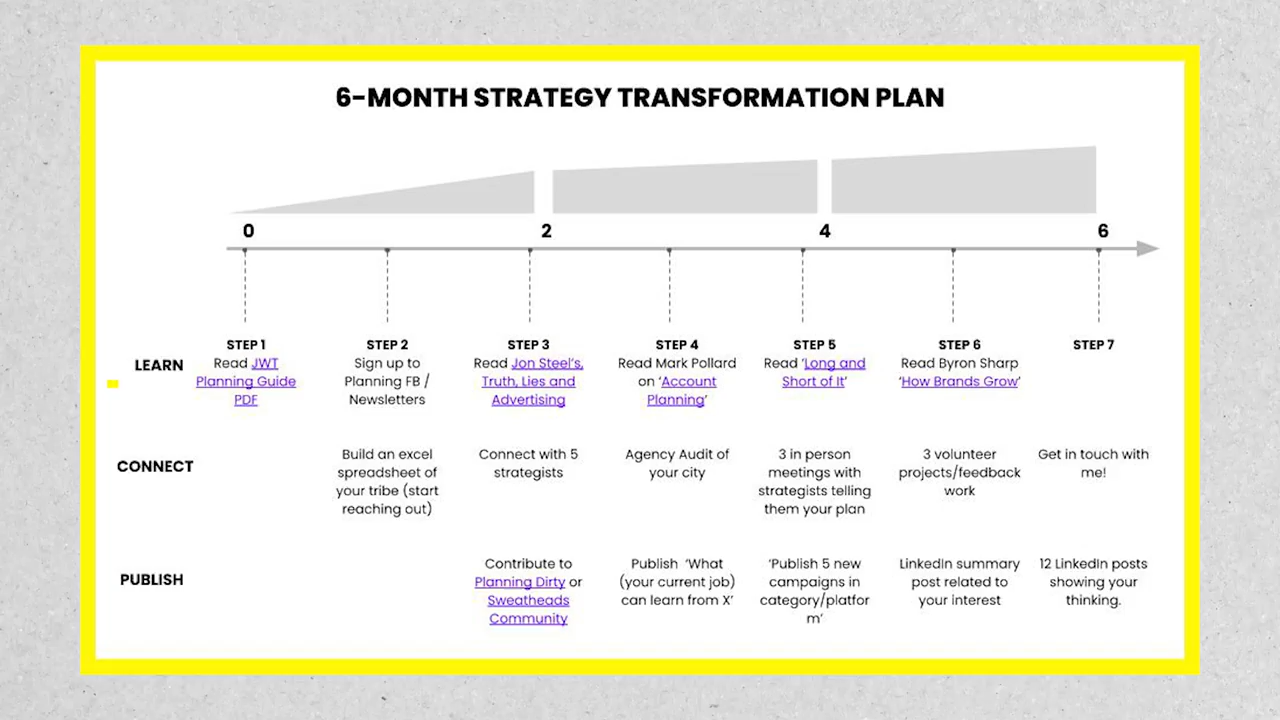 6-MONTH STRATEGY TRANSFORMATION PLAN
0 2 4 6
STEP 1 STEP 2 STEP 3 STEP 4 STEP 5 STEP 6 STEP 7
LEARN
Read JWT
Planning Guide
PDF
Sign up to
Planning FB /
Newsletters
Read Jon Steel's,
Truth, Lies and
Advertising
Read Mark Pollard
on ‘Account
Planning’
Read ‘Long and
Short of It’
Read Byron Sharp
‘How Brands Grow’
CONNECT
Build an excel
spreadsheet of
your tribe (start
reaching out)
Connect with 5
strategists
Agency Audit of
your city
3 in person
meetings with
strategists telling
them your plan
3 volunteer
projects/feedback
work
Get in touch with
me!
PUBLISH
Contribute to
Planning Dirty or
Sweatheads
Community
Publish ‘What
(your current job)
can learn from X’
‘Publish 5 new
campaigns in
category/platfor
m’
LinkedIn summary
post related to
your interest
12 LinkedIn posts
showing your
thinking.